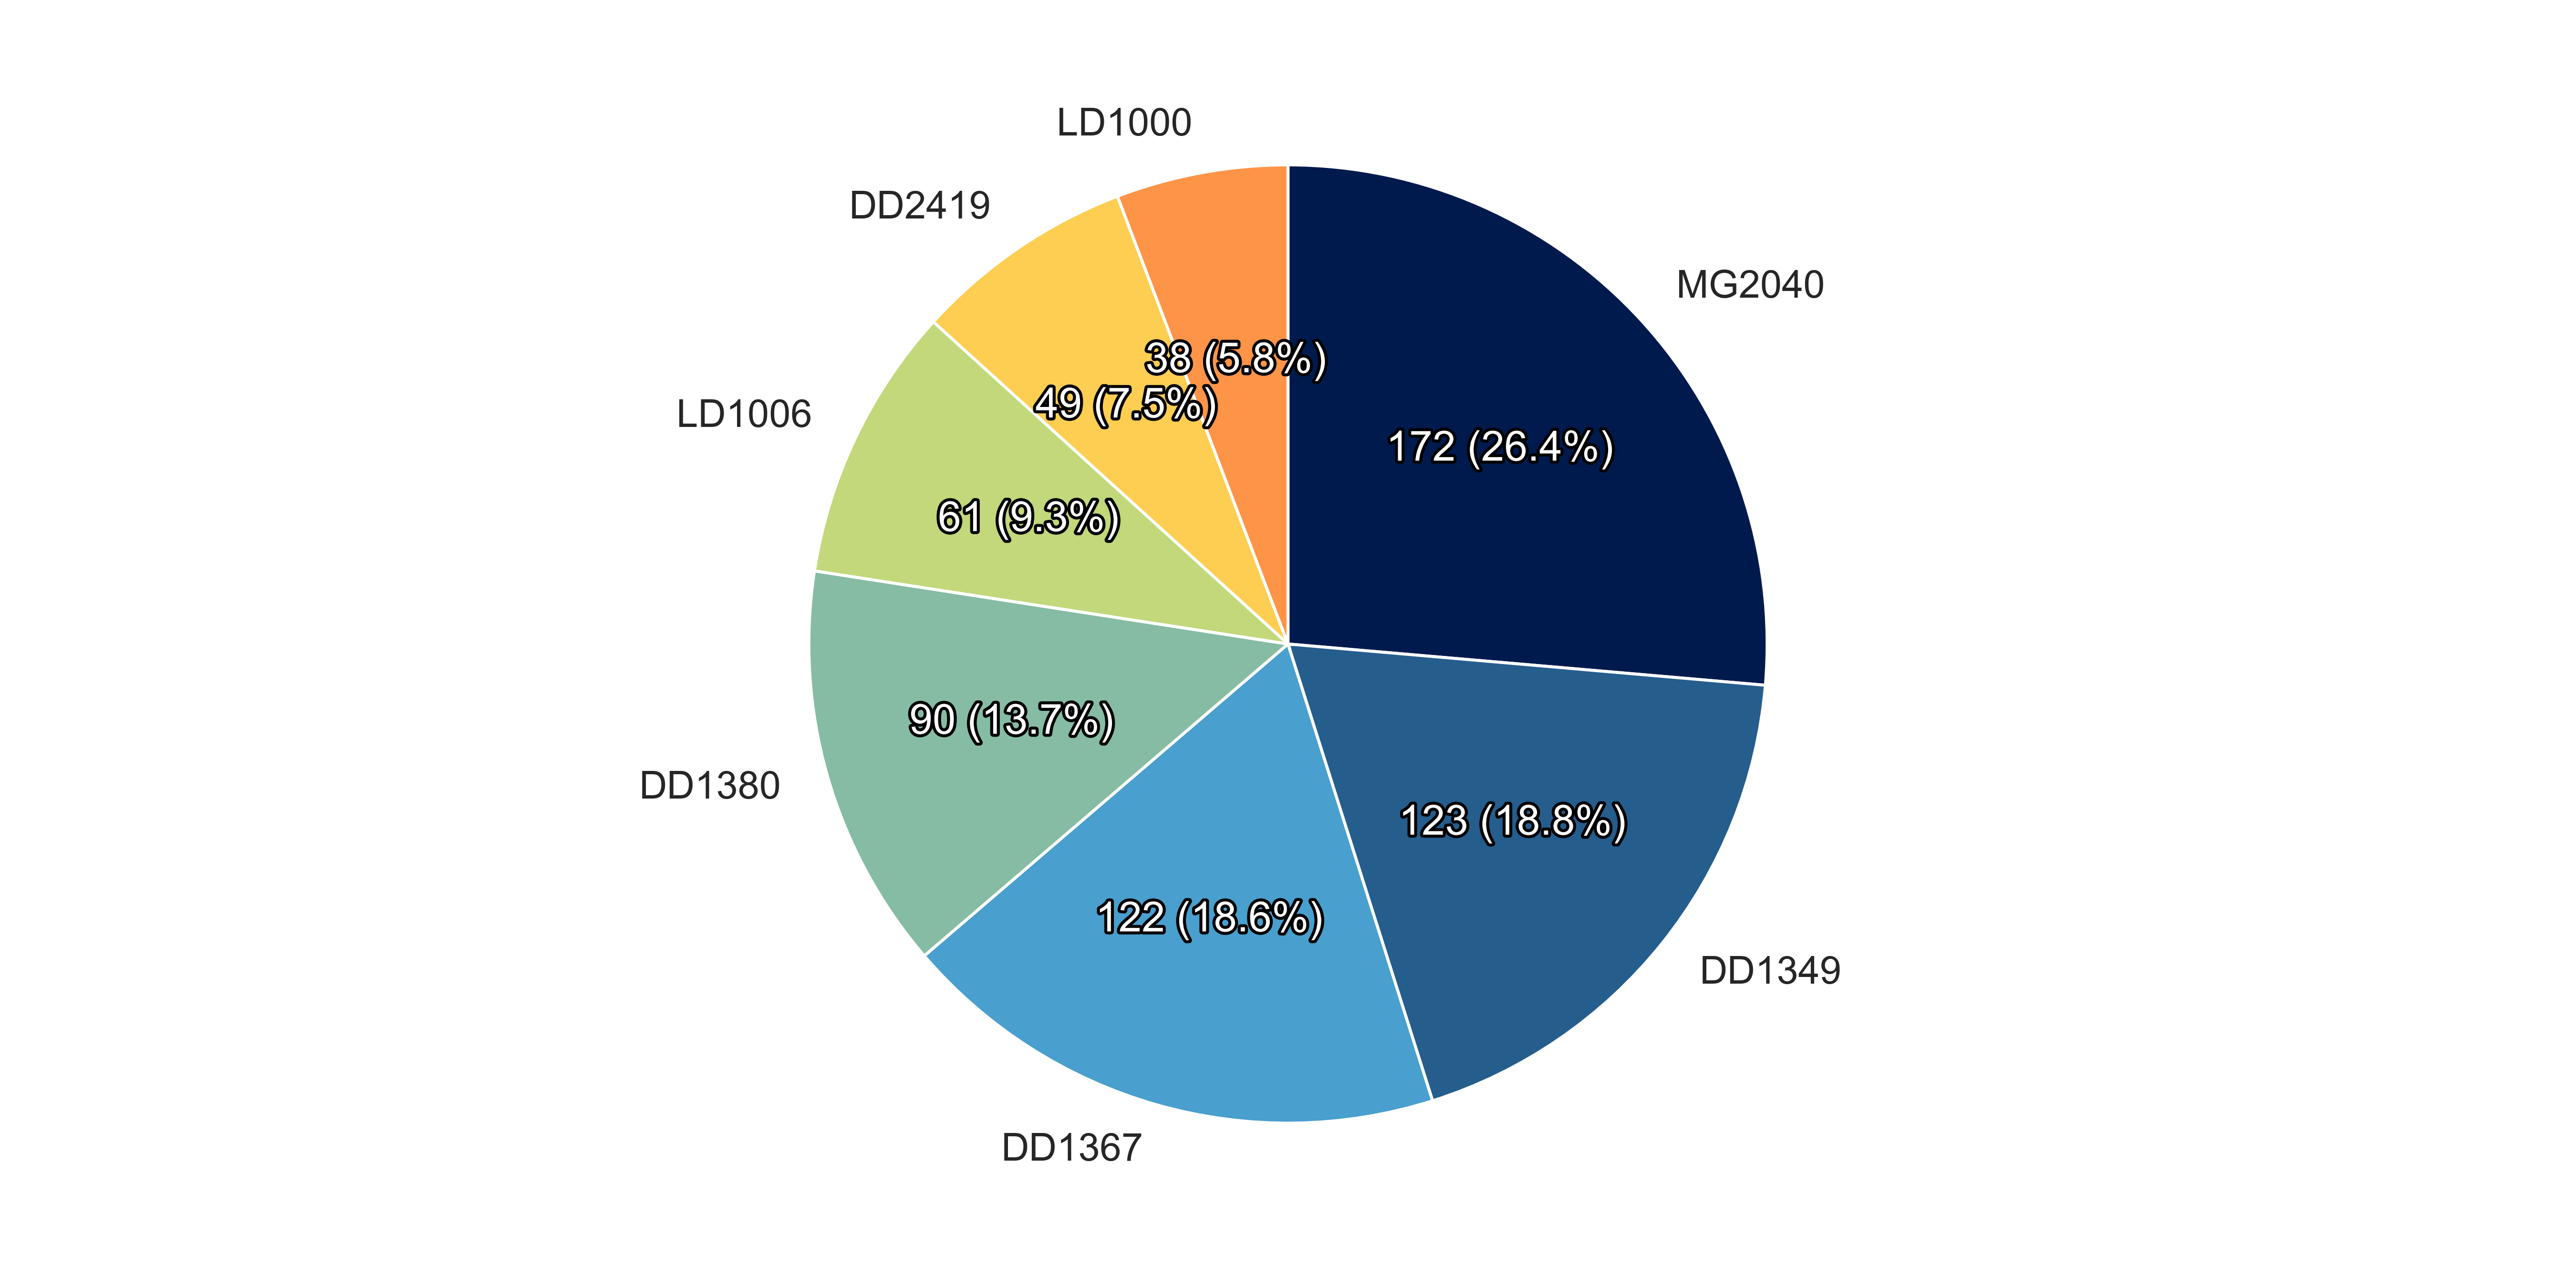 LD1000
DD2419
MG2040
38 (5.8%)
49 (7.5%)
LD1006
172 (26.4%)
61 (9.3%)
90 (13.7%)
DD1380
123 (18.8%)
122 (18.6%)
DD1349
DD1367